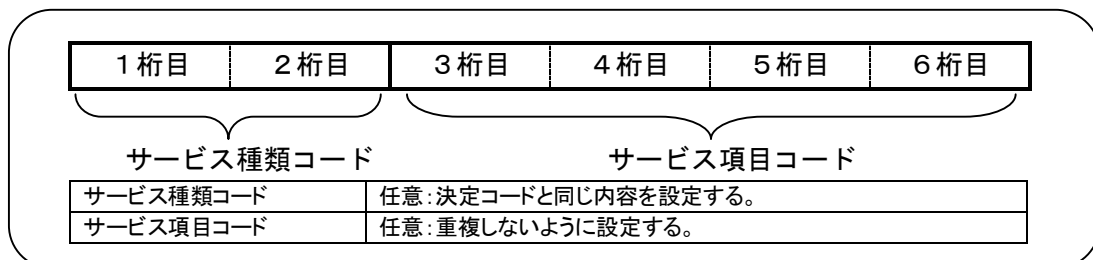 1桁目 2桁目 3桁目 4桁目 5桁目 6桁目
サービス種類コード サービス項目コード
サービス種類コード 任意:決定コードと同じ内容を設定する。
サービス項目コード 任意:重複しないように設定する。